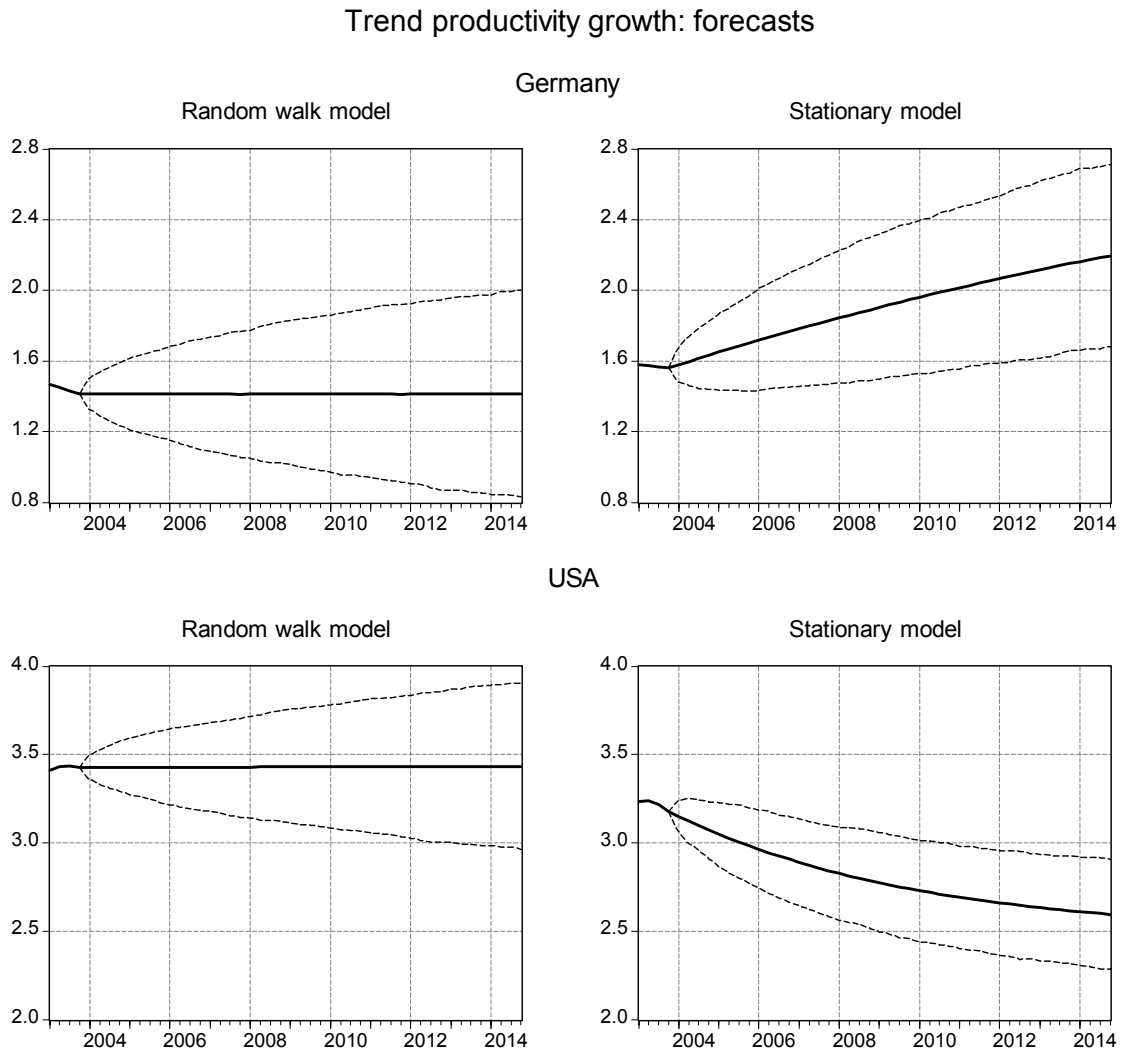 Trend productivity growth: forecasts
Germany
Random walk model
Stationary model
2.8
2.4
2.0
1.6
1.2
0.8
2004 2006 2008 2010 2012 2014
2.8
2.4
2.0
1.6
1.2
0.8
2004 2006 2008 2010 2012 2014
USA
Random walk model
Stationary model
4.0
3.5
3.0
2.5
2.0
2004 2006 2008 2010 2012 2014
4.0
3.5
3.0
2.5
2.0
2004 2006 2008 2010 2012 2014